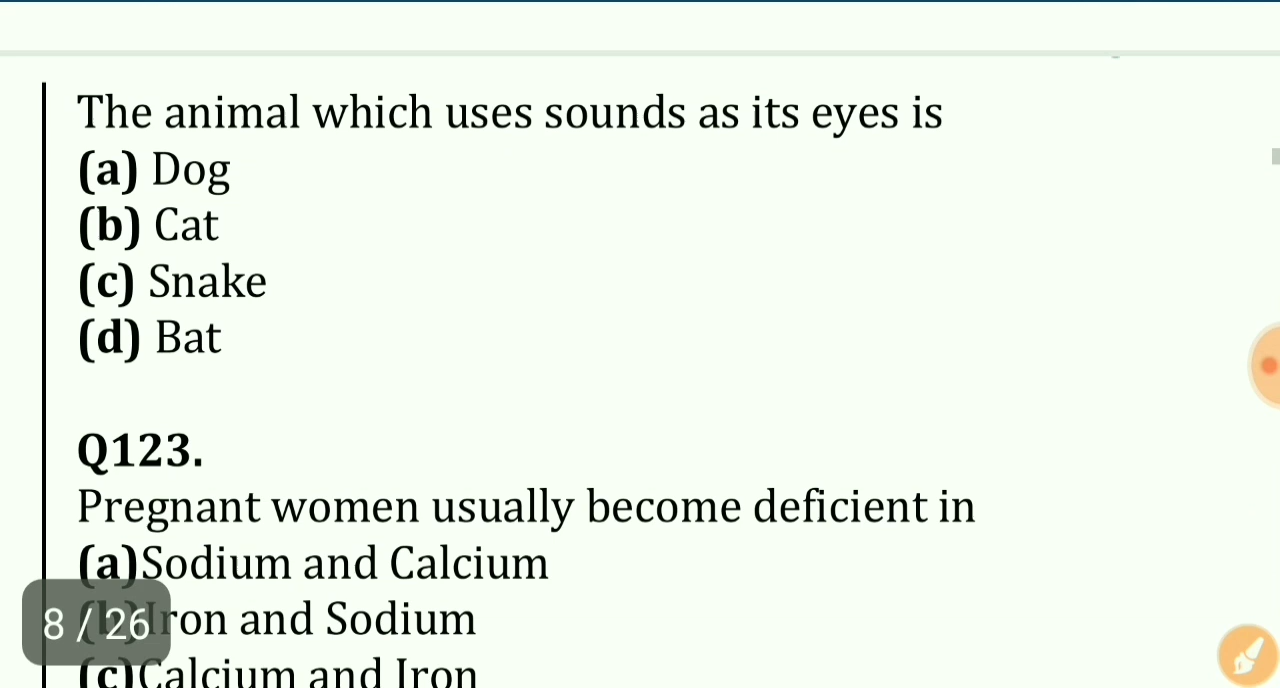 The animal which uses sounds as its eyes is
(a) Dog
(b) Cat
(c) Snake
(d) Bat
Q123.
Pregnant women usually become deficient in
(a)Sodium and Calcium
(b)Iron and Sodium
8 / 26
(c)Calcium and Iron